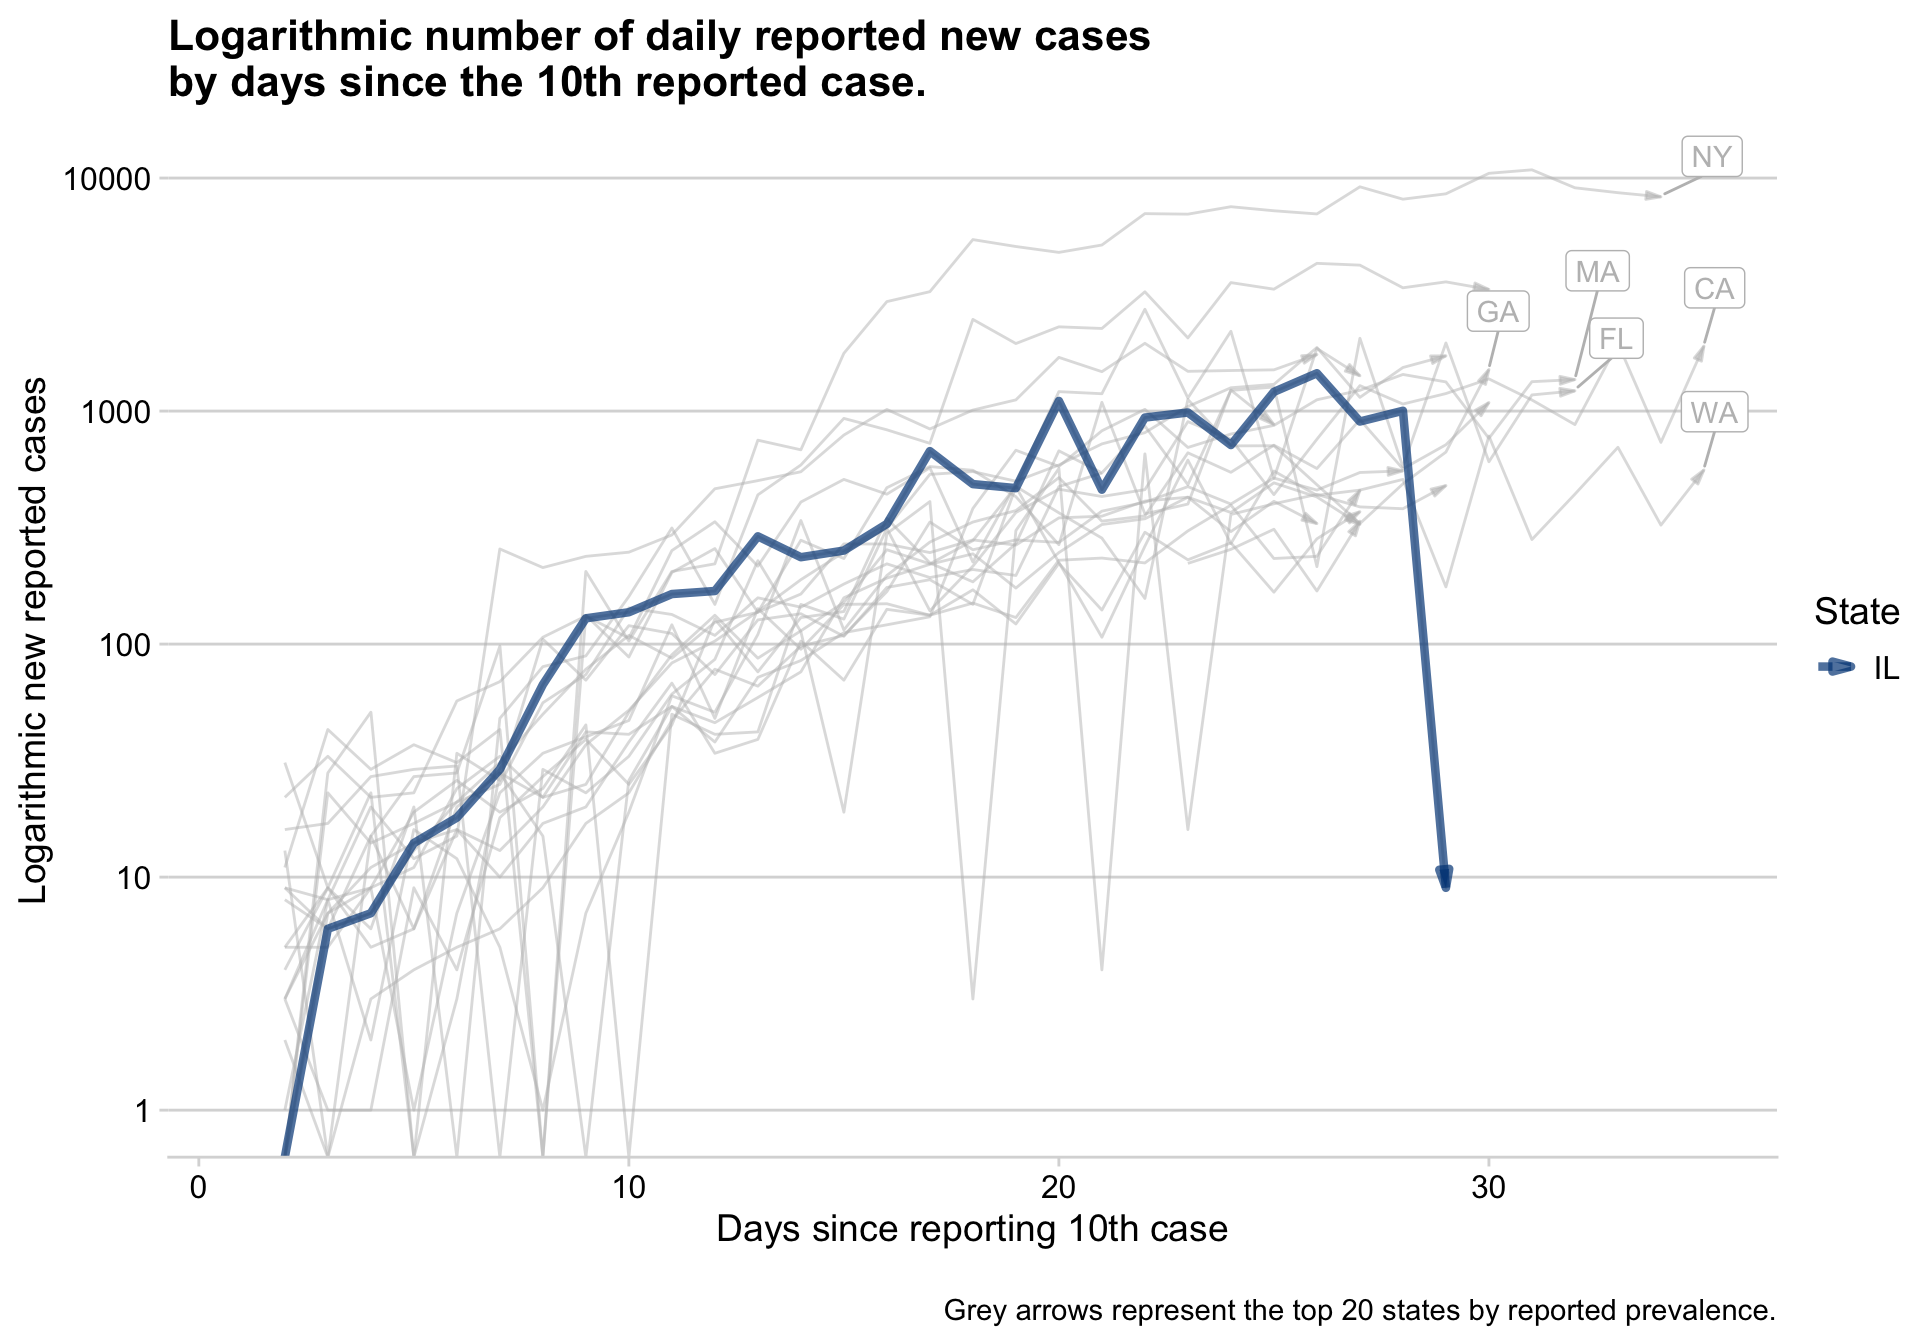 Logarithmic number of daily reported new cases
by days since the 10th reported case.
Logarithmic new reported cases
10000
1000
100
10
1
NY
MA
CA
GA
FL
WA
State
IL
0
10
20
30
Days since reporting 10th case
Grey arrows represent the top 20 states by reported prevalence.